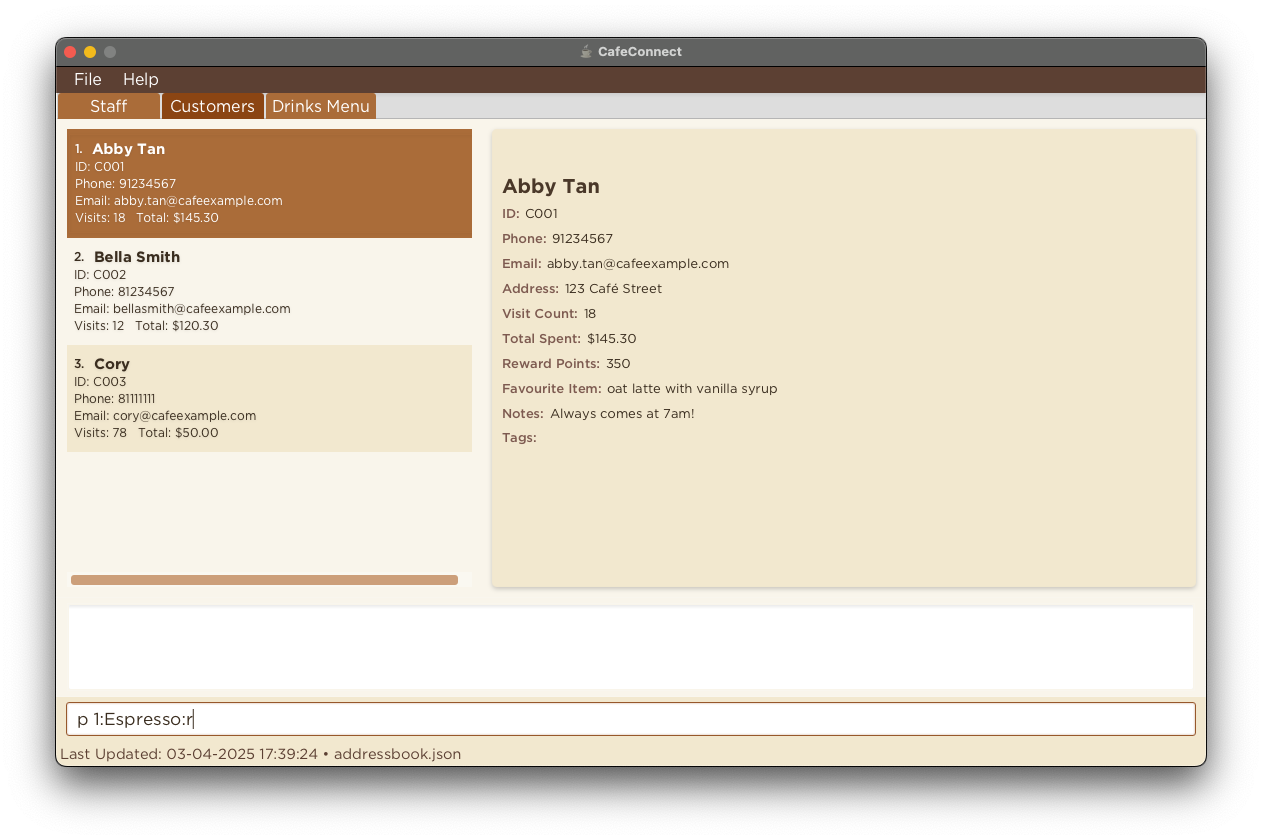 CafeConnect
File Help
Staff Customers Drinks Menu
1. Abby Tan
ID: C001
Phone: 91234567
Email: abby.tan@cafeexample.com
Visits: 18 Total: $145.30
2. Bella Smith
ID: C002
Phone: 81234567
Email: bellasmith@cafeexample.com
Visits: 12 Total: $120.30
3. Cory
ID: C003
Phone: 81111111
Email: cory@cafeexample.com
Visits: 78 Total: $50.00
Abby Tan
ID: C001
Phone: 91234567
Email: abby.tan@cafeexample.com
Address: 123 Café Street
Visit Count: 18
Total Spent: $145.30
Reward Points: 350
Favourite Item: oat latte with vanilla syrup
Notes: Always comes at 7am!
Tags:
p 1:Espresso:r
Last Updated: 03-04-2025 17:39:24 • addressbook.json